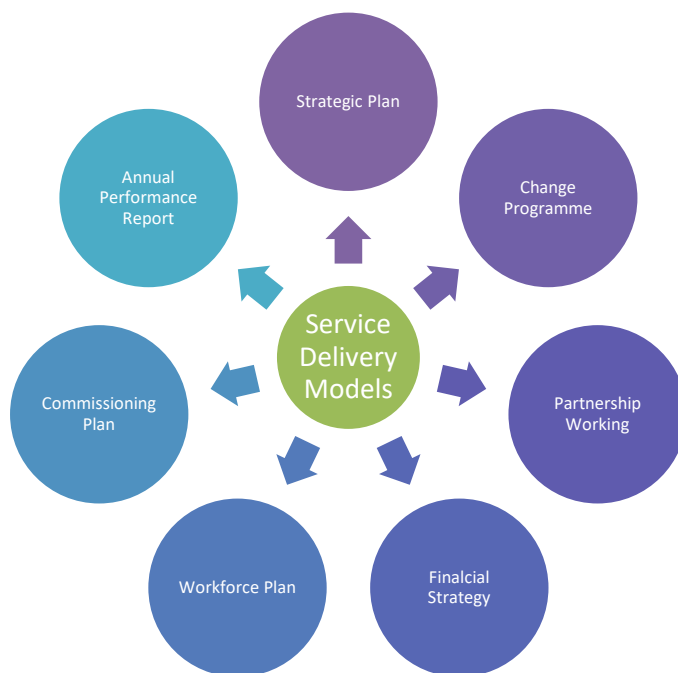 Strategic Plan
Change
Programme
Partnership
Working
Finalcial
Strategy
Workforce Plan
Commissioning
Plan
Annual
Performance
Report
Service
Delivery
Models